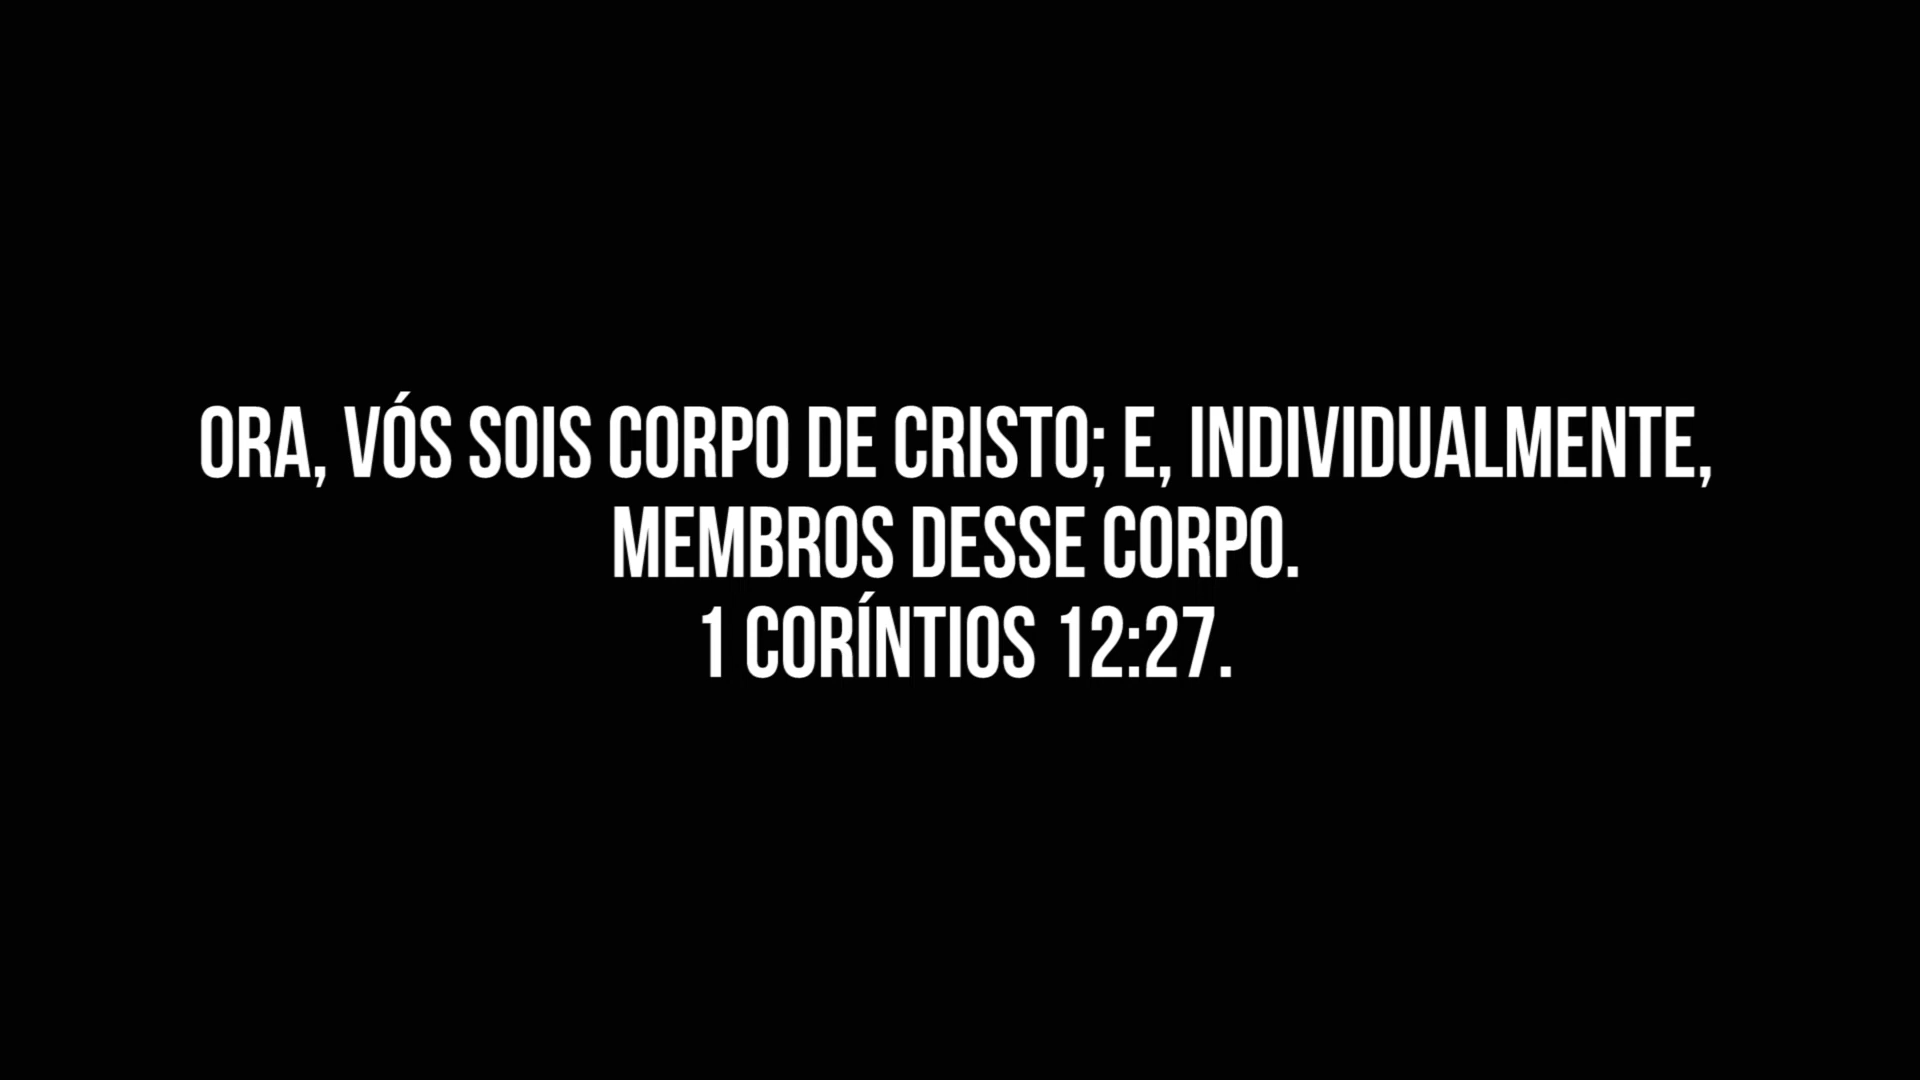 ORA, VÓS SOIS CORPO DE CRISTO; E, INDIVIDUALMENTE,
MEMBROS DESSE CORPO.
1 CORÍNTIOS 12:27.